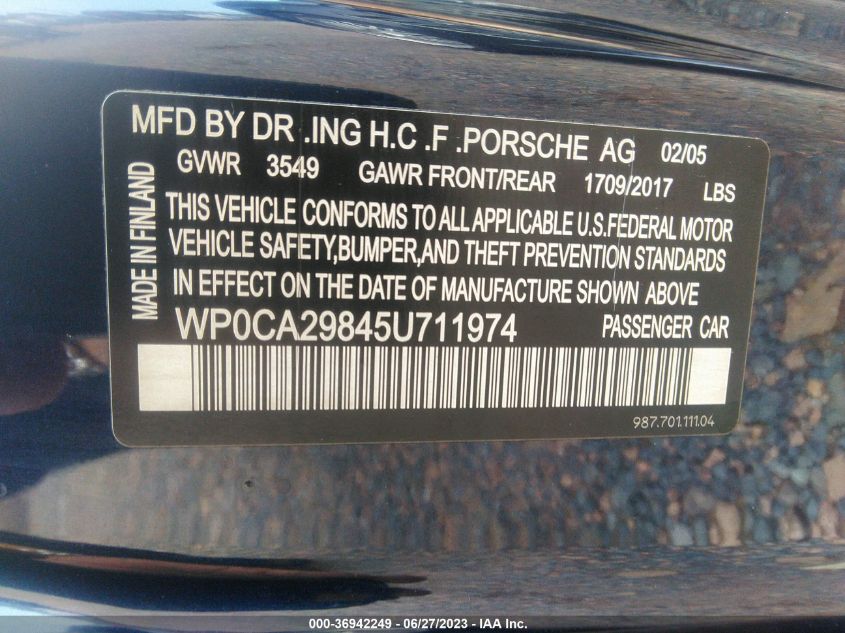 MFD BY DR .ING H.C .F .PORSCHE AG 02/05
GVWR 3549 GAWR FRONT/REAR 1709/2017 LBS
MADE IN FINLAND
THIS VEHICLE CONFORMS TO ALL APPLICABLE U.S.FEDERAL MOTOR
VEHICLE SAFETY,BUMPER,AND THEFT PREVENTION STANDARDS
IN EFFECT ON THE DATE OF MANUFACTURE SHOWN ABOVE
WP0CA29845U711974 PASSENGER CAR
987.701.111.04
000-36942249 - 06/27/2023 - IAA Inc.